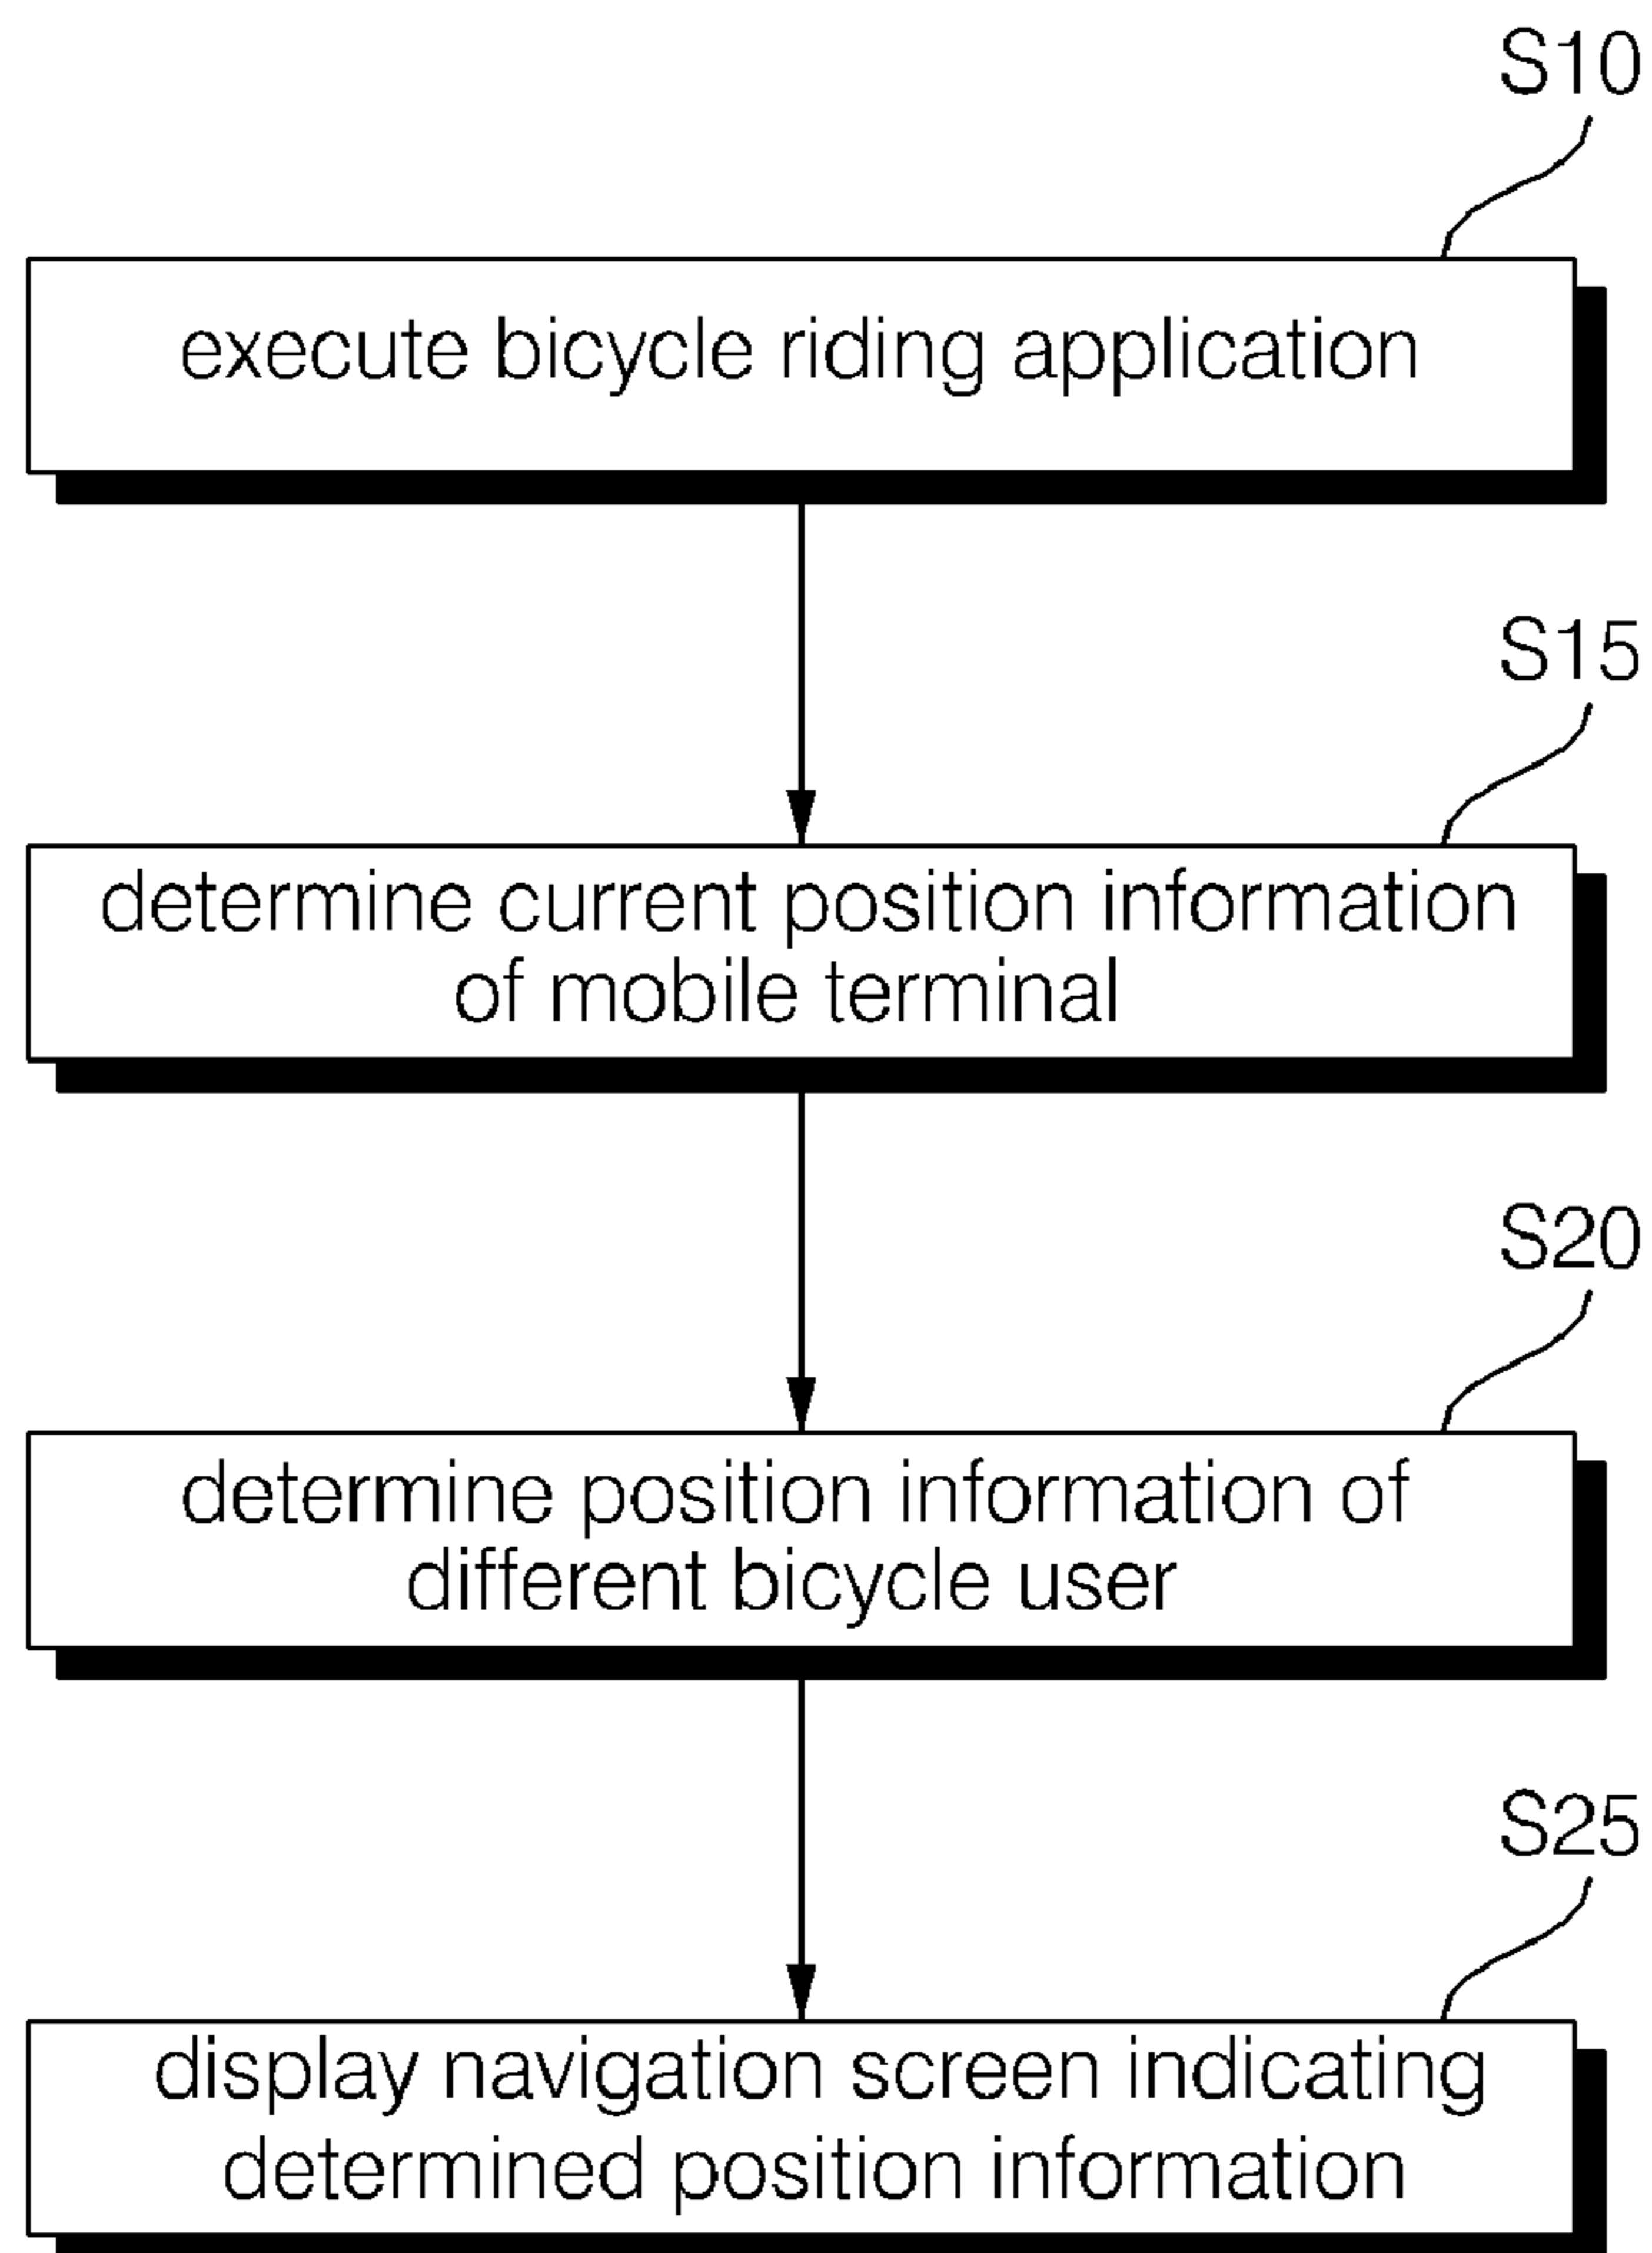 S10
execute bicycle riding application
S15
determine current position information
of mobile terminal
S20
determine position information of
different bicycle user
S25
display navigation screen indicating
determined position information